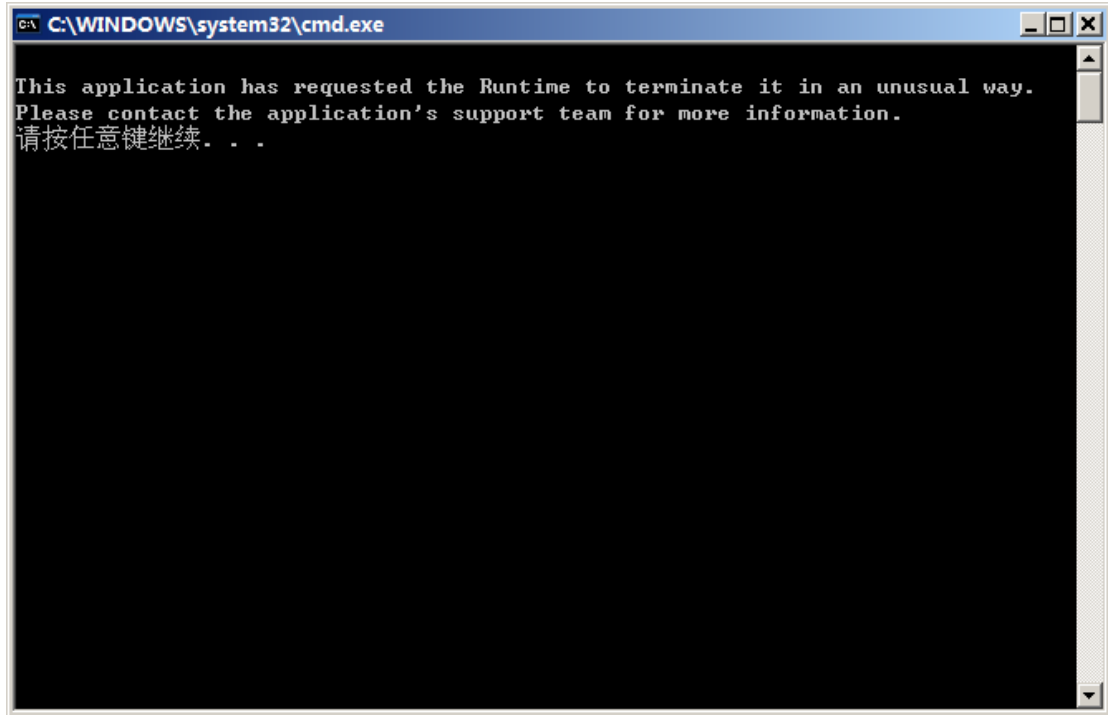 C:\WINDOWS\system32\cmd.exe
This application has requested the Runtime to terminate it in an unusual way.
Please contact the application's support team for more information.
请按任意键继续. . .